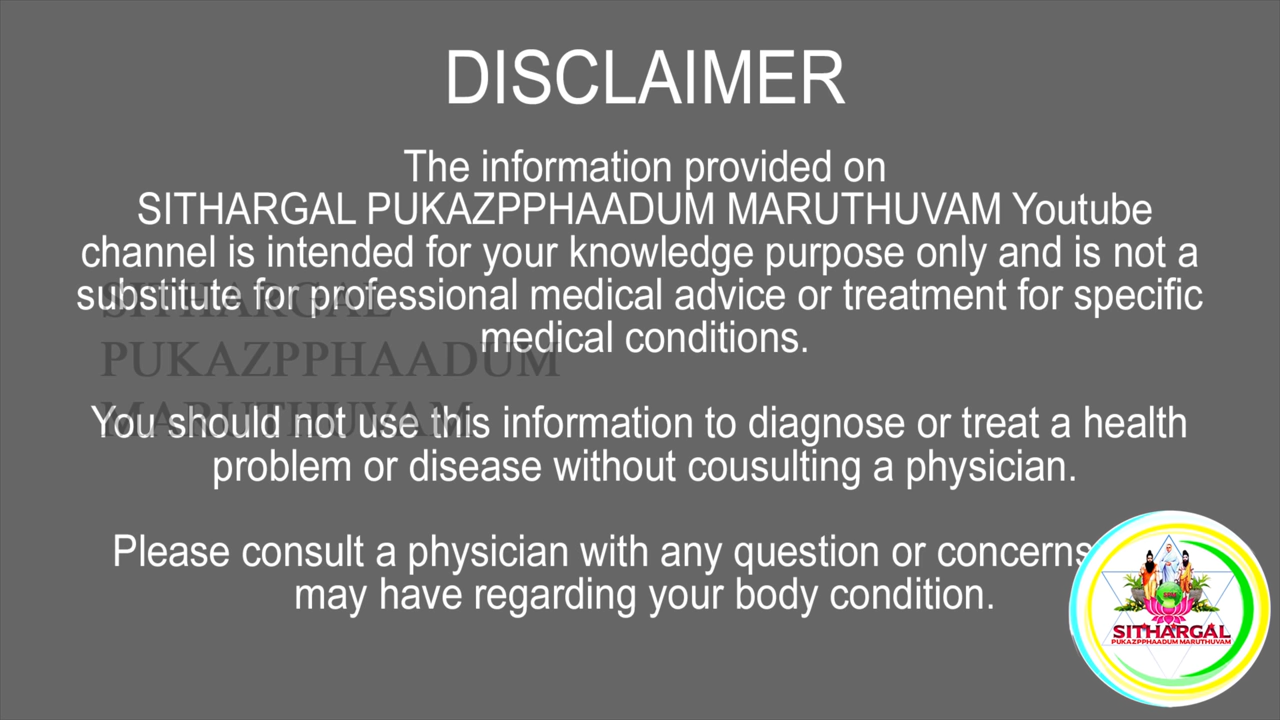 DISCLAIMER
The information provided on
SITHARGAL PUKAZPPHAADUM MARUTHUVAM Youtube
channel is intended for your knowledge purpose only and is not a
substitute for professional medical advice or treatment for specific
medical conditions.
You should not use this information to diagnose or treat a health
problem or disease without cousulting a physician.
Please consult a physician with any question or concerns
may have regarding your body condition.
SITHARGAL
PUKAZPPHAADUM
MARUTHUVAM
SITHARGAL
PUKAZPPHAADUM MARUTHUVAM